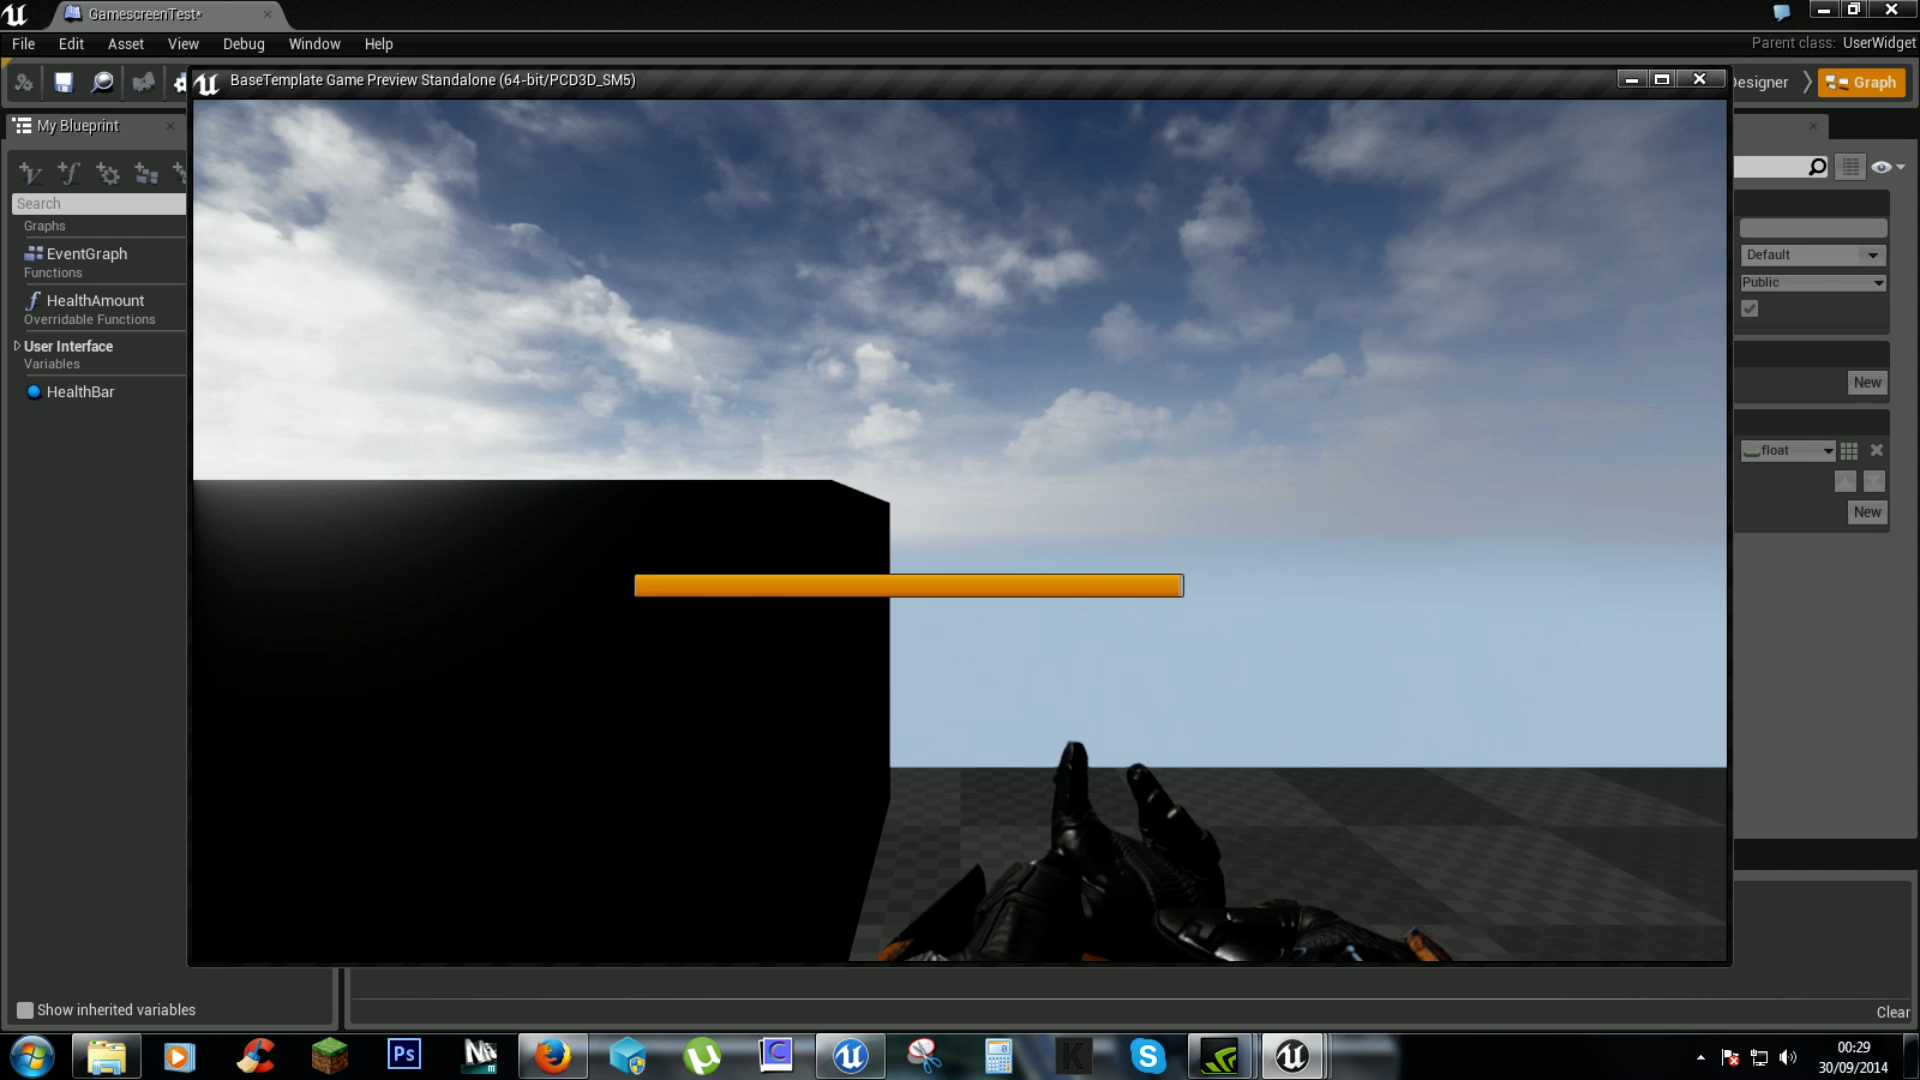 GamescreenTest*
File Edit Asset View Debug Window Help
Parent class: UserWidget
BaseTemplate Game Preview Standalone (64-bit/PCD3D_SM5)
Graph
My Blueprint
Search
Graphs
EventGraph
Functions
HealthAmount
Overridable Functions
User Interface
Variables
HealthBar
Default
Public
New
float
New
Show inherited variables
Clear
Ps
00:29
30/09/2014